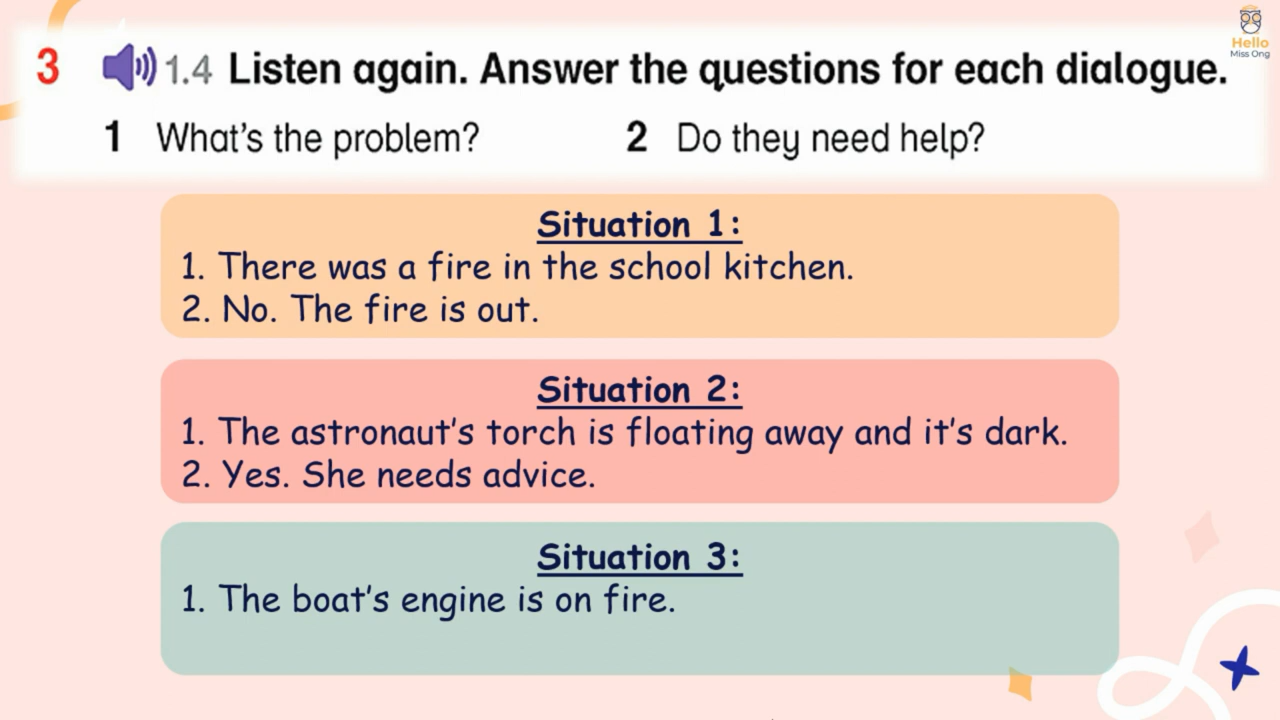 Hello
Miss Ong
3 1.4 Listen again. Answer the questions for each dialogue.
1 What's the problem? 2 Do they need help?
Situation 1:
1. There was a fire in the school kitchen.
2. No. The fire is out.
Situation 2:
1. The astronaut's torch is floating away and it's dark.
2. Yes. She needs advice.
Situation 3:
1. The boat's engine is on fire.